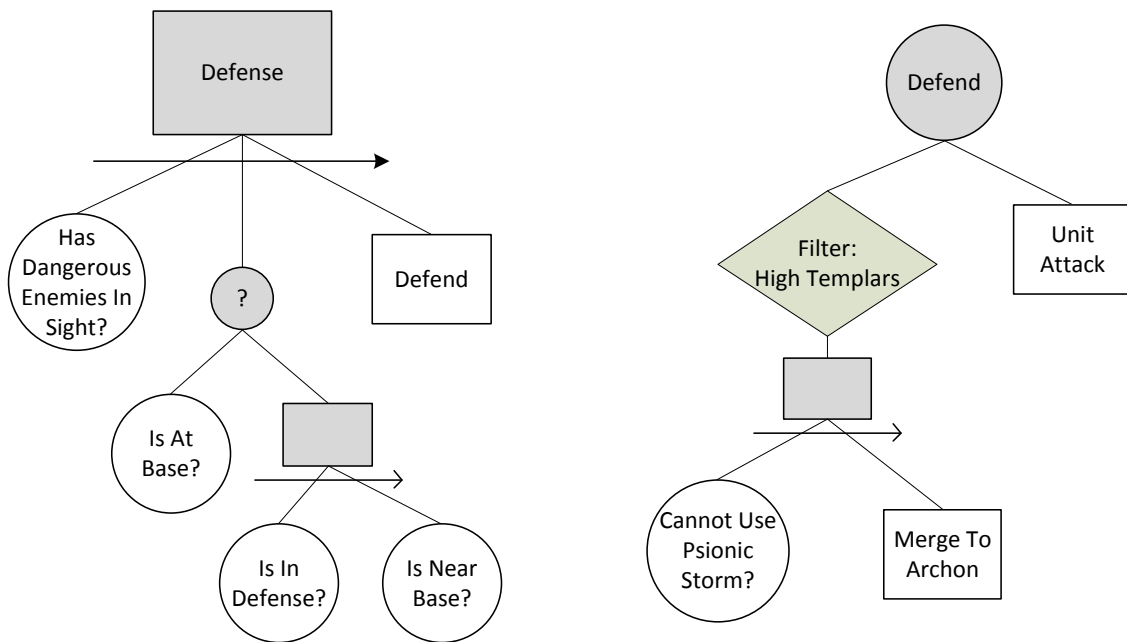 Defense
Has
Dangerous
Enemies In
Sight?
?
Defend
Is At
Base?
Is In
Defense?
Is Near
Base?
Defend
Filter:
High Templars
Unit
Attack
Cannot Use
Psionic
Storm?
Merge To
Archon